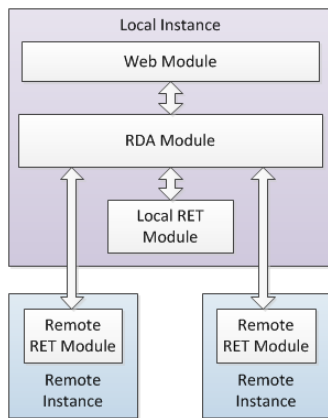 Local Instance
Web Module
RDA Module
Local RET
Module
Remote
RET Module
Remote
Instance
Remote
RET Module
Remote
Instance